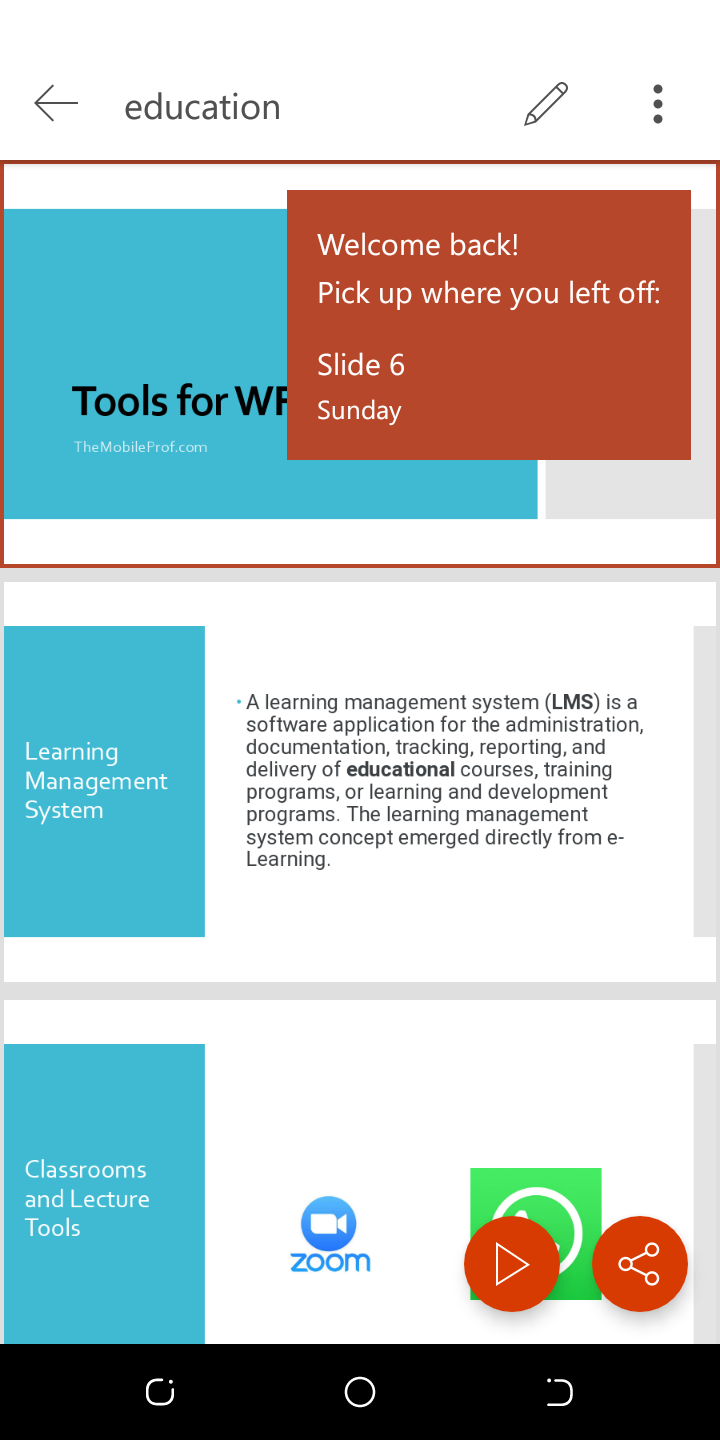 education
Welcome back!
Pick up where you left off:
Slide 6
Sunday
Tools for
TheMobileProf.com
Learning
Management
System
• A learning management system (LMS) is a
software application for the administration,
documentation, tracking, reporting, and
delivery of educational courses, training
programs, or learning and development
programs. The learning management
system concept emerged directly from e-
Learning.
Classrooms
and Lecture
Tools
zoom